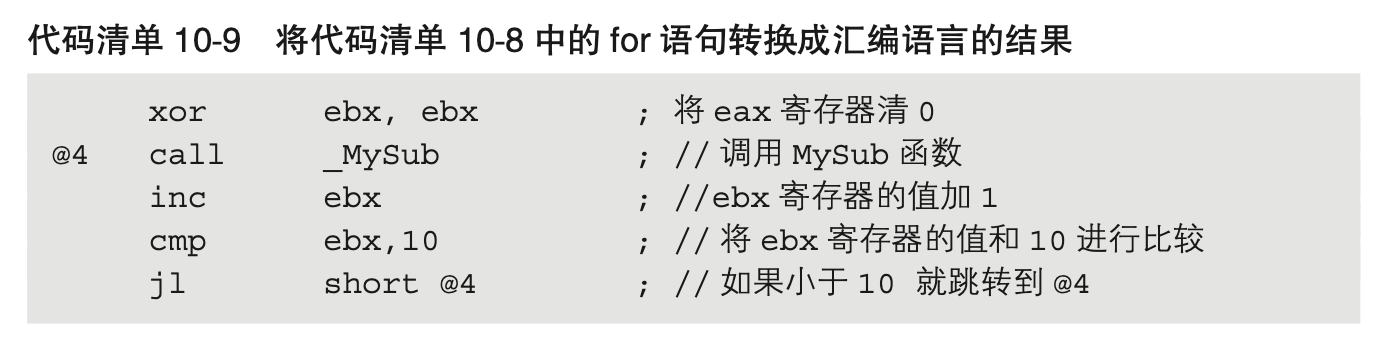 代码清单 10-9 将代码清单 10-8 中的 for 语句转换成汇编语言的结果
xor ebx, ebx ; 将 eax 寄存器清 0
@4 call _MySub ; // 调用 MySub 函数
inc ebx ; //ebx 寄存器的值加 1
cmp ebx,10 ; // 将 ebx 寄存器的值和 10 进行比较
jl short @4 ; // 如果小于 10 就跳转到 @4